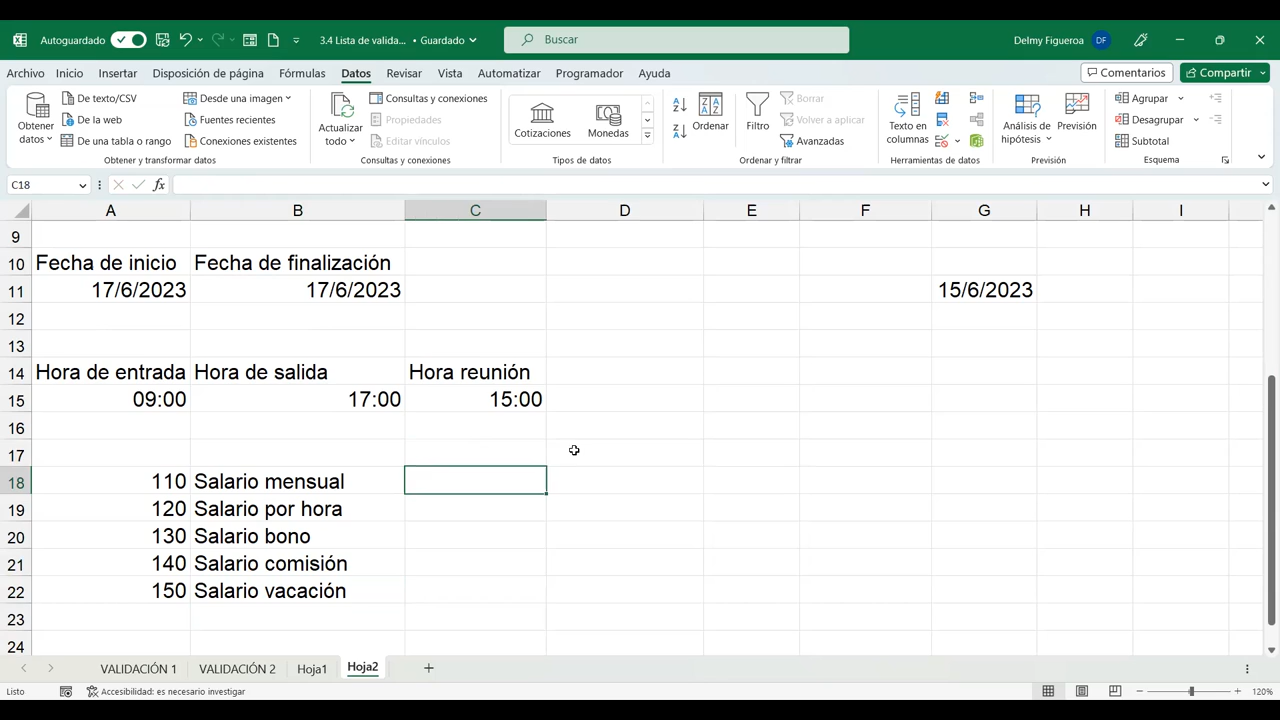 Autoguardado 3.4 Lista de valida... • Guardado Buscar Delmy Figueroa DF
Archivo Inicio Insertar Disposición de página Fórmulas Datos Revisar Vista Automatizar Programador Ayuda Comentarios Compartir
Obtener datos De texto/CSV Desde una imagen
De la web Fuentes recientes
De una tabla o rango Conexiones existentes
Actualizar todo Consultas y conexiones
Propiedades
Editar vínculos
Cotizaciones Monedas
Ordenar Filtro Borrar
Volver a aplicar
Avanzadas
Texto en columnas Análisis de hipótesis Previsión
Agrupar
Desagrupar
Subtotal
Obtener y transformar datos Consultas y conexiones Tipos de datos Ordenar y filtrar Herramientas de datos Previsión Esquema
C18 fx
A B C D E F G H I
9
10 Fecha de inicio Fecha de finalización
11 17/6/2023 17/6/2023 15/6/2023
12
13
14 Hora de entrada Hora de salida Hora reunión
15 09:00 17:00 15:00
16
17
18 110 Salario mensual
19 120 Salario por hora
20 130 Salario bono
21 140 Salario comisión
22 150 Salario vacación
23
24
VALIDACIÓN 1 VALIDACIÓN 2 Hoja1 Hoja2 +
Listo Accesibilidad: es necesario investigar 120%